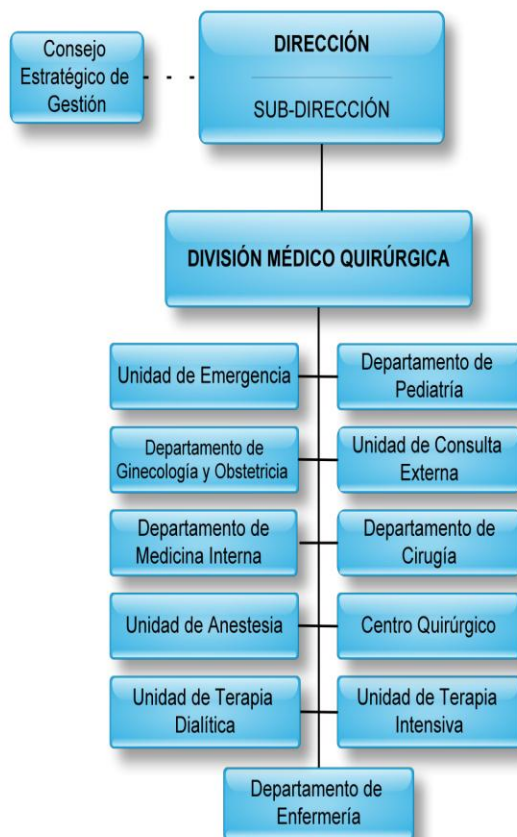 Consejo
Estratégico de
Gestión
DIRECCIÓN
SUB-DIRECCIÓN
DIVISIÓN MÉDICO QUIRÚRGICA
Unidad de Emergencia
Departamento de
Pediatría
Departamento de
Ginecología y Obstetricia
Unidad de Consulta
Externa
Departamento de
Medicina Interna
Departamento de
Cirugía
Unidad de Anestesia
Centro Quirúrgico
Unidad de Terapia
Dialítica
Unidad de Terapia
Intensiva
Departamento de
Enfermería